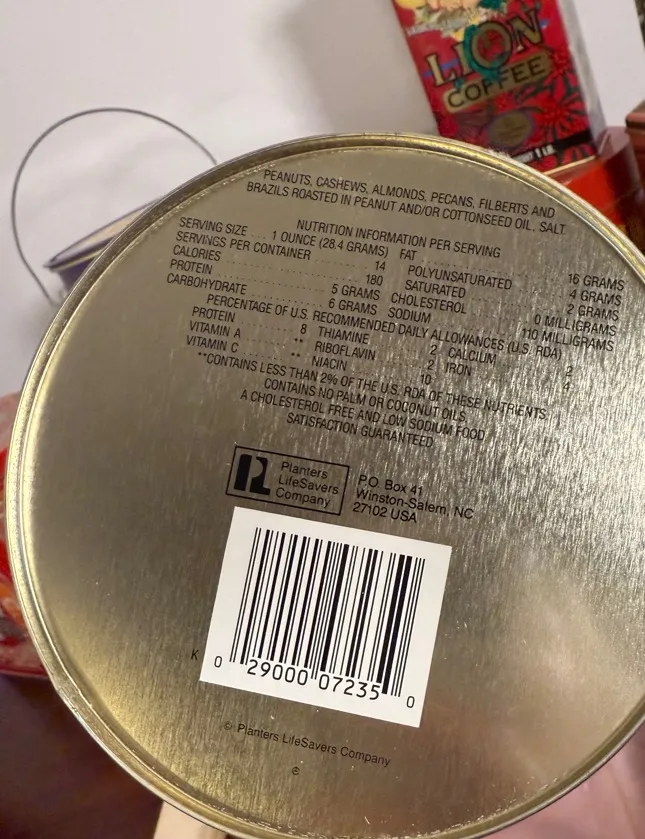 LION
COFFEE
PEANUTS, CASHEWS, ALMONDS, PECANS, FILBERTS AND
BRAZILS ROASTED IN PEANUT AND/OR COTTONSEED OIL, SALT.
NUTRITION INFORMATION PER SERVING
SERVING SIZE . . . 1 OUNCE (28.4 GRAMS)
SERVINGS PER CONTAINER 14
CALORIES 180
PROTEIN 5 GRAMS
CARBOHYDRATE 6 GRAMS
FAT 16 GRAMS
POLYUNSATURATED 4 GRAMS
SATURATED 2 GRAMS
CHOLESTEROL 0 MILLIGRAMS
SODIUM 110 MILLIGRAMS
PERCENTAGE OF U.S. RECOMMENDED DAILY ALLOWANCES (U.S. RDA)
PROTEIN 8
VITAMIN A **
VITAMIN C **
THIAMINE 2
RIBOFLAVIN 2
NIACIN 10
CALCIUM 2
IRON 4
**CONTAINS LESS THAN 2% OF THE U.S. RDA OF THESE NUTRIENTS.
CONTAINS NO PALM OR COCONUT OILS
A CHOLESTEROL FREE AND LOW SODIUM FOOD
SATISFACTION GUARANTEED
Planters
LifeSavers
Company
P.O. Box 41
Winston-Salem, NC
27102 USA
K
0 29000 07235 0
© Planters LifeSavers Company